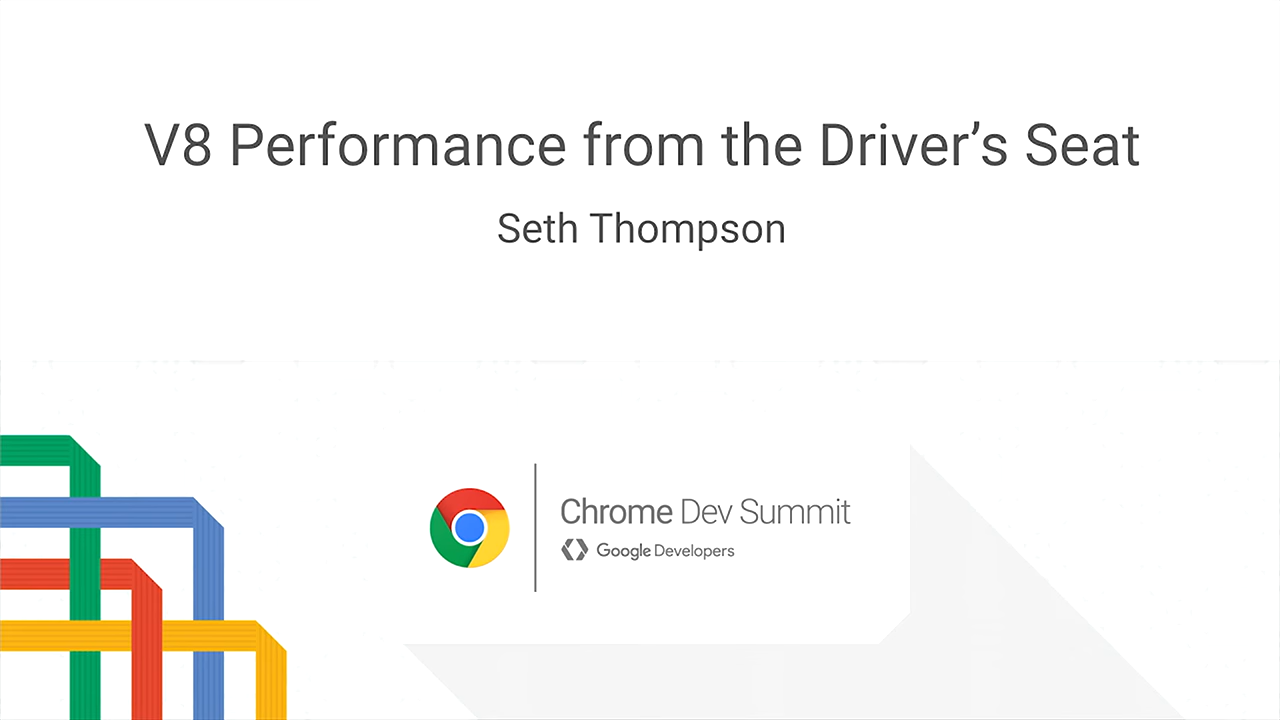 V8 Performance from the Driver’s Seat
Seth Thompson
Chrome Dev Summit
Google Developers